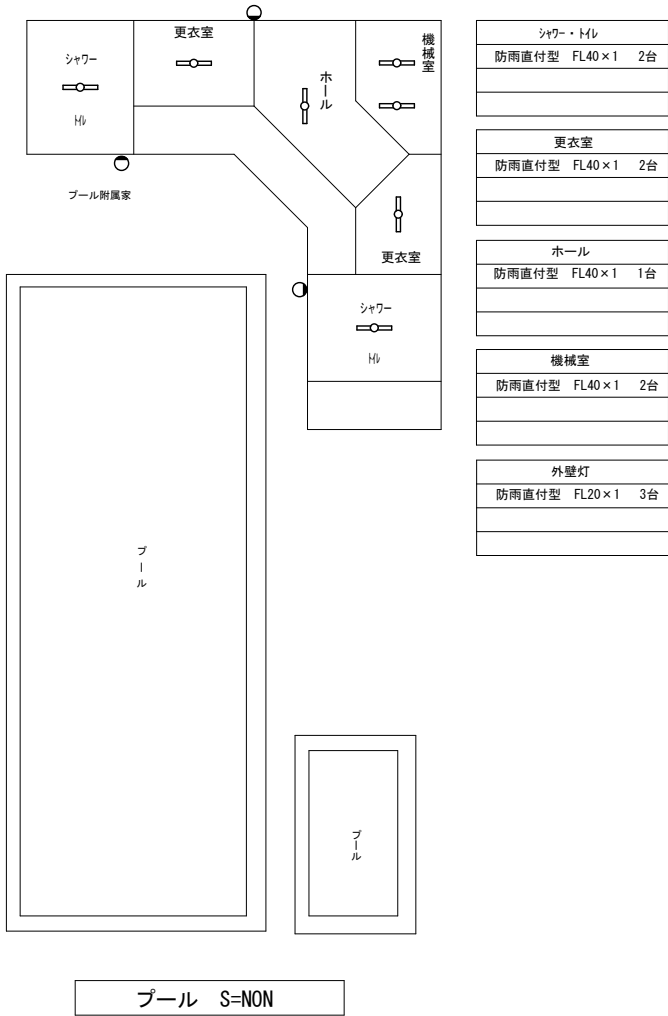 更衣室
シャワー
トイレ
ホール
機械室
プール附属家
更衣室
シャワー
トイレ
プール
プール
プール　S=NON
シャワー・トイレ
防雨直付型　FL40×1　2台
更衣室
防雨直付型　FL40×1　2台
ホール
防雨直付型　FL40×1　1台
機械室
防雨直付型　FL40×1　2台
外壁灯
防雨直付型　FL20×1　3台